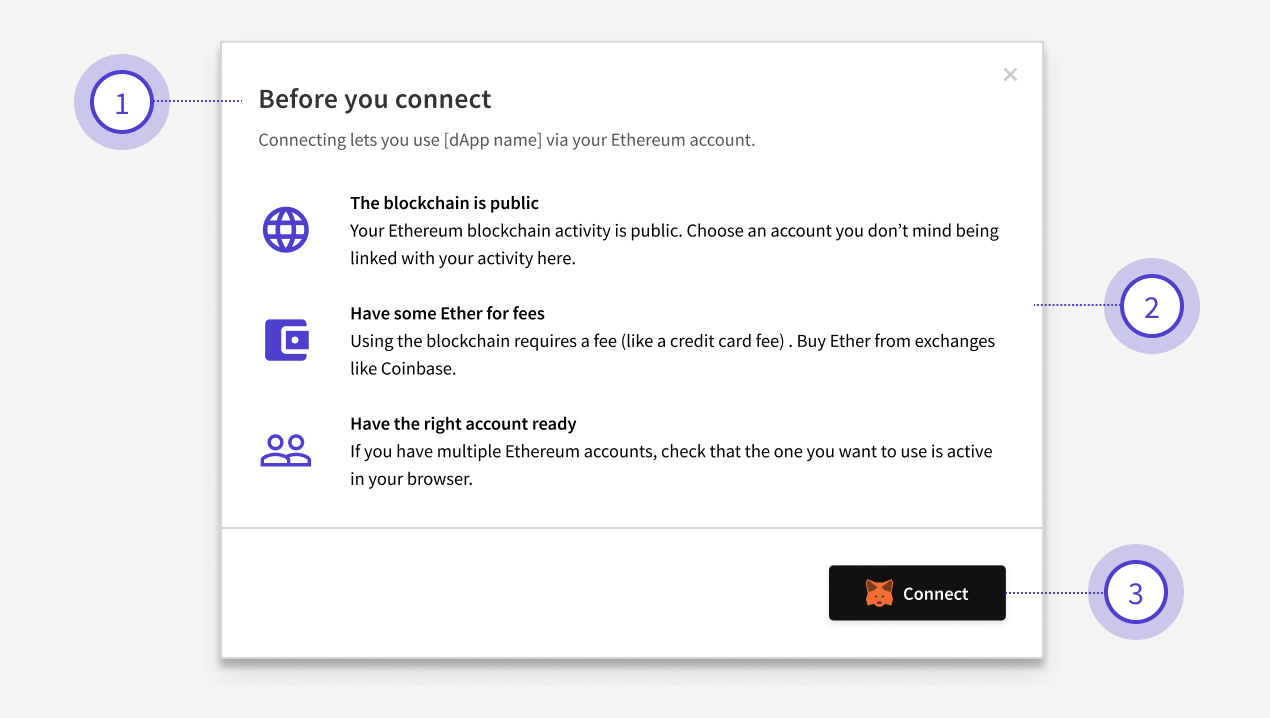 1
Before you connect
Connecting lets you use [dApp name] via your Ethereum account.
The blockchain is public
Your Ethereum blockchain activity is public. Choose an account you don’t mind being
linked with your activity here.
2
Have some Ether for fees
Using the blockchain requires a fee (like a credit card fee) . Buy Ether from exchanges
like Coinbase.
Have the right account ready
If you have multiple Ethereum accounts, check that the one you want to use is active
in your browser.
Connect
3